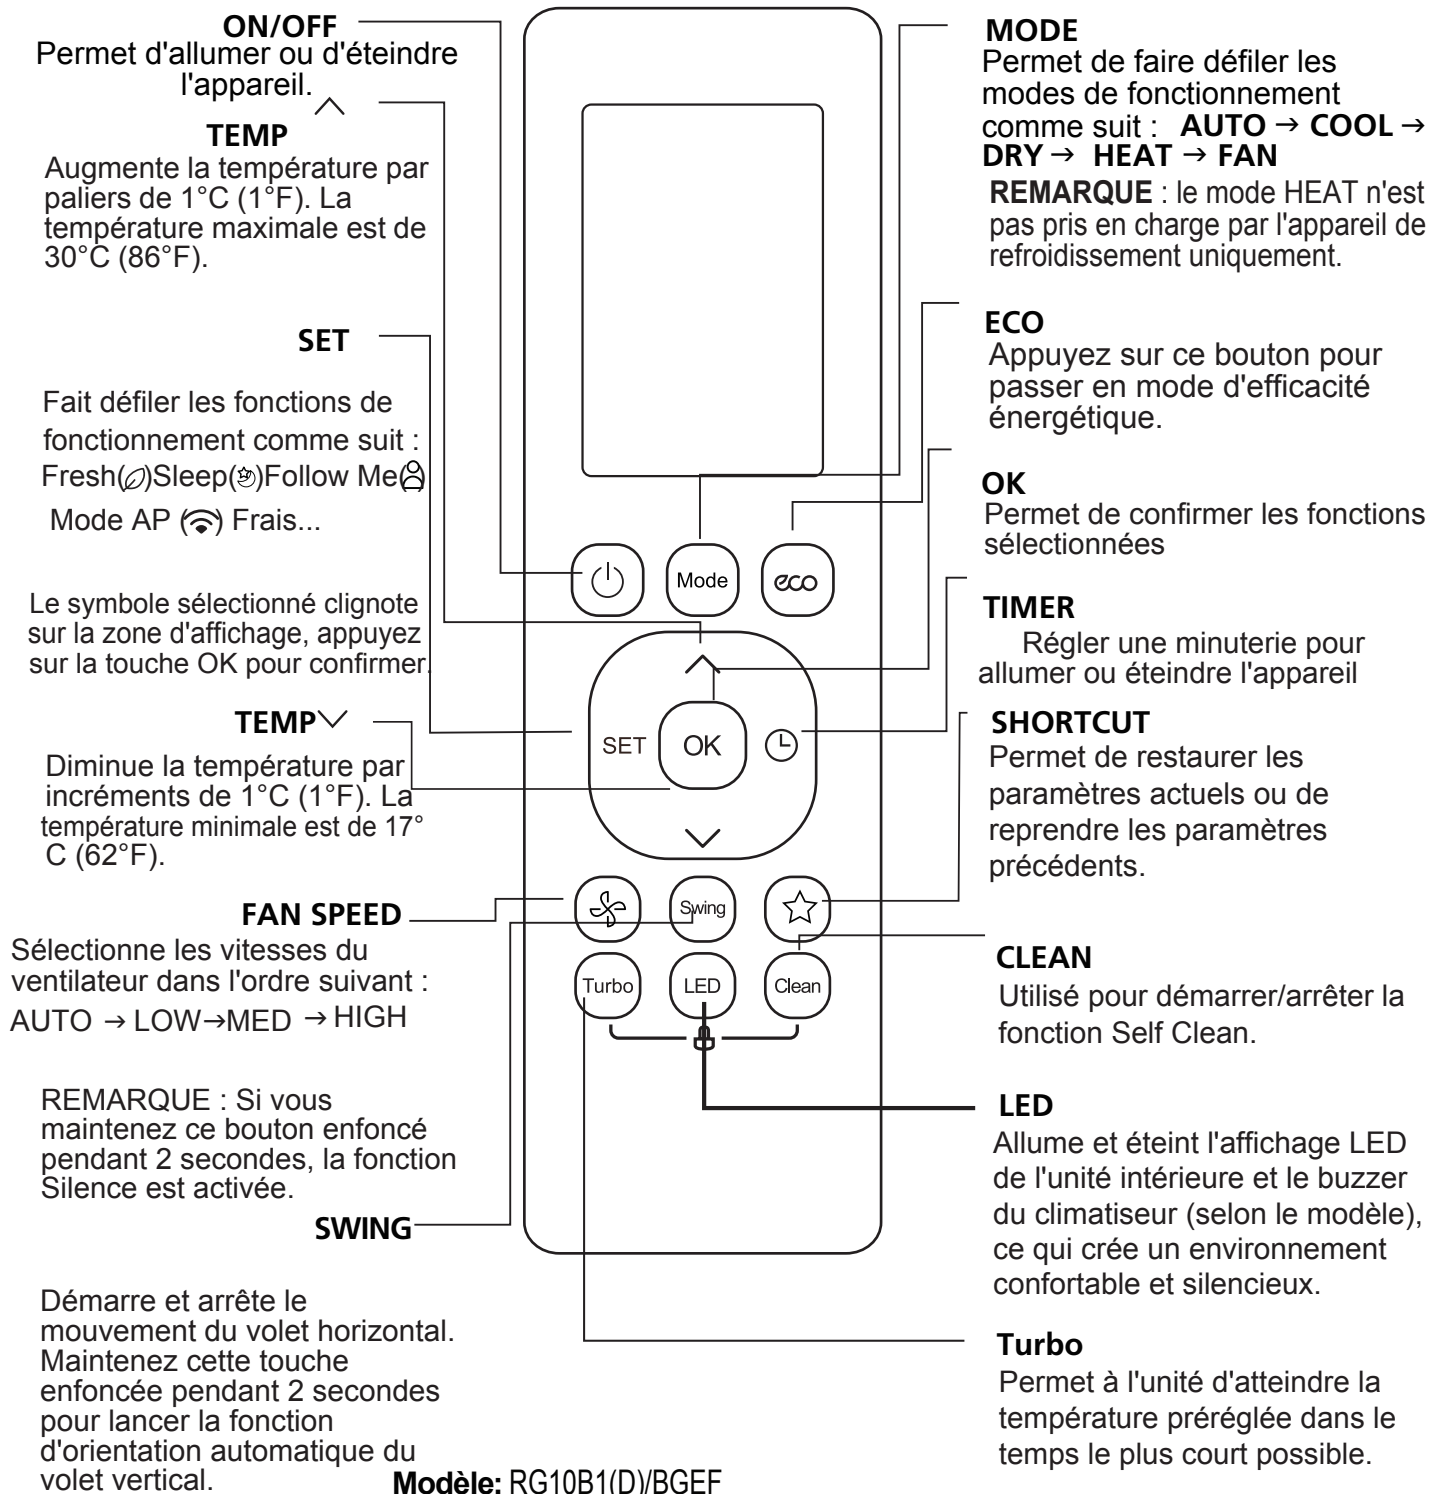 ON/OFF
Permet d'allumer ou d'éteindre
l'appareil.
TEMP
Augmente la température par
paliers de 1°C (1°F). La
température maximale est de
30°C (86°F).
SET
Fait défiler les fonctions de
fonctionnement comme suit :
Fresh( )Sleep( )Follow Me( )
Mode AP ( ) Frais...
Le symbole sélectionné clignote
sur la zone d'affichage, appuyez
sur la touche OK pour confirmer.
TEMP
Diminue la température par
incréments de 1°C (1°F). La
température minimale est de 17°
C (62°F).
FAN SPEED
Sélectionne les vitesses du
ventilateur dans l'ordre suivant :
AUTO → LOW→MED → HIGH
REMARQUE : Si vous
maintenez ce bouton enfoncé
pendant 2 secondes, la fonction
Silence est activée.
SWING
Démarre et arrête le
mouvement du volet horizontal.
Maintenez cette touche
enfoncée pendant 2 secondes
pour lancer la fonction
d'orientation automatique du
volet vertical.
Mode
eco
SET
OK
Swing
Turbo
LED
Clean
MODE
Permet de faire défiler les
modes de fonctionnement
comme suit : AUTO → COOL →
DRY → HEAT → FAN
REMARQUE : le mode HEAT n'est
pas pris en charge par l'appareil de
refroidissement uniquement.
ECO
Appuyez sur ce bouton pour
passer en mode d'efficacité
énergétique.
OK
Permet de confirmer les fonctions
sélectionnées
TIMER
Régler une minuterie pour
allumer ou éteindre l'appareil
SHORTCUT
Permet de restaurer les
paramètres actuels ou de
reprendre les paramètres
précédents.
CLEAN
Utilisé pour démarrer/arrêter la
fonction Self Clean.
LED
Allume et éteint l'affichage LED
de l'unité intérieure et le buzzer
du climatiseur (selon le modèle),
ce qui crée un environnement
confortable et silencieux.
Turbo
Permet à l'unité d'atteindre la
température préréglée dans le
temps le plus court possible.
Modèle: RG10B1(D)/BGEF